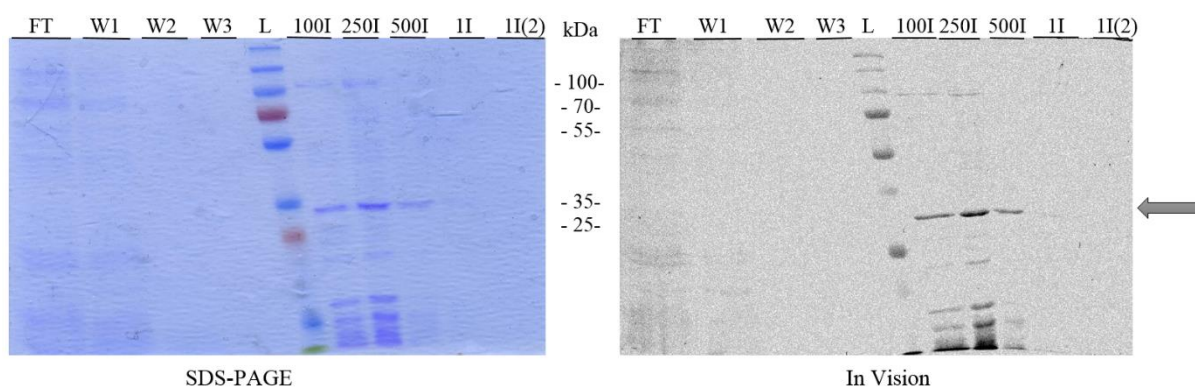 FT W1 W2 W3 L 100I 250I 500I 1I 1I(2) kDa FT W1 W2 W3 L 100I 250I 500I 1I 1I(2)
- 100-
- 70-
- 55-
- 35-
- 25-
SDS-PAGE In Vision